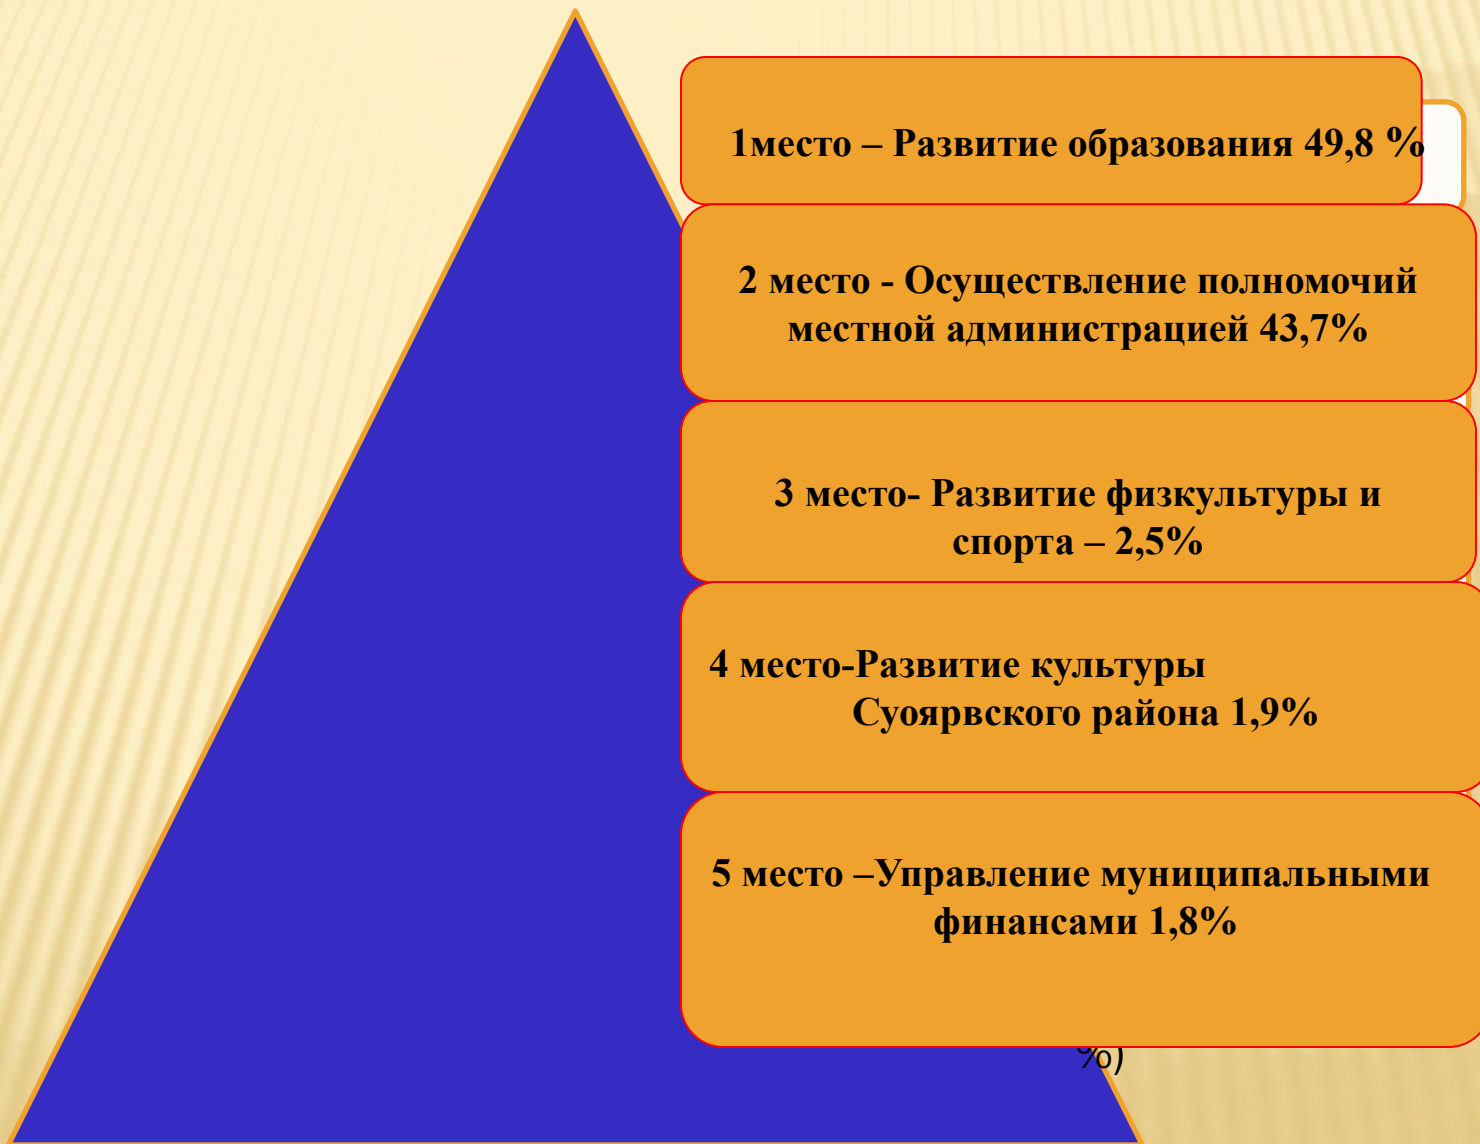 1место – Развитие образования 49,8 %
2 место - Осуществление полномочий
местной администрацией 43,7%
3 место- Развитие физкультуры и
спорта – 2,5%
4 место-Развитие культуры
Суоярвского района 1,9%
5 место –Управление муниципальными
финансами 1,8%
%)